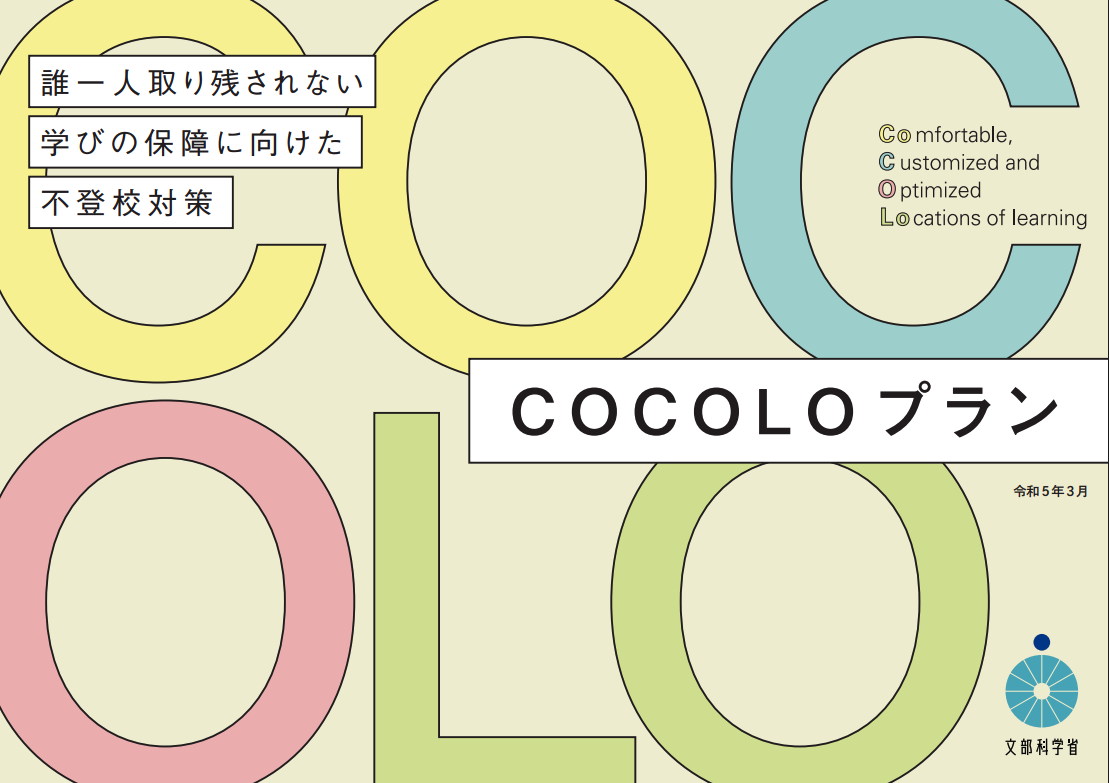 誰一人取り残されない
学びの保障に向けた
不登校対策
COC
Comfortable,
Customized and
Optimized
Locations of learning
COCOLOプラン
OLO
令和5年3月
文部科学省